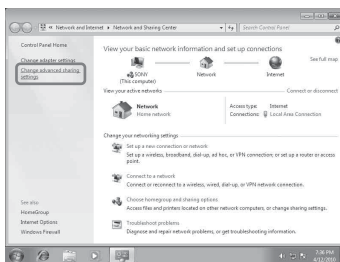 « Network and Internet ▸ Network and Sharing Center
Search Control Panel
Control Panel Home
Change adapter settings
Change advanced sharing
settings
View your basic network information and set up connections
See full map
SONY
(This computer)
Network
Internet
View your active networks
Connect or disconnect
Network
Home network
Access type: Internet
Connections: Local Area Connection
Change your networking settings
Set up a new connection or network
Set up a wireless, broadband, dial-up, ad hoc, or VPN connection; or set up a router or access
point.
Connect to a network
Connect or reconnect to a wireless, wired, dial-up, or VPN network connection.
Choose homegroup and sharing options
Access files and printers located on other network computers, or change sharing settings.
Troubleshoot problems
Diagnose and repair network problems, or get troubleshooting information.
See also
HomeGroup
Internet Options
Windows Firewall
7:36 PM